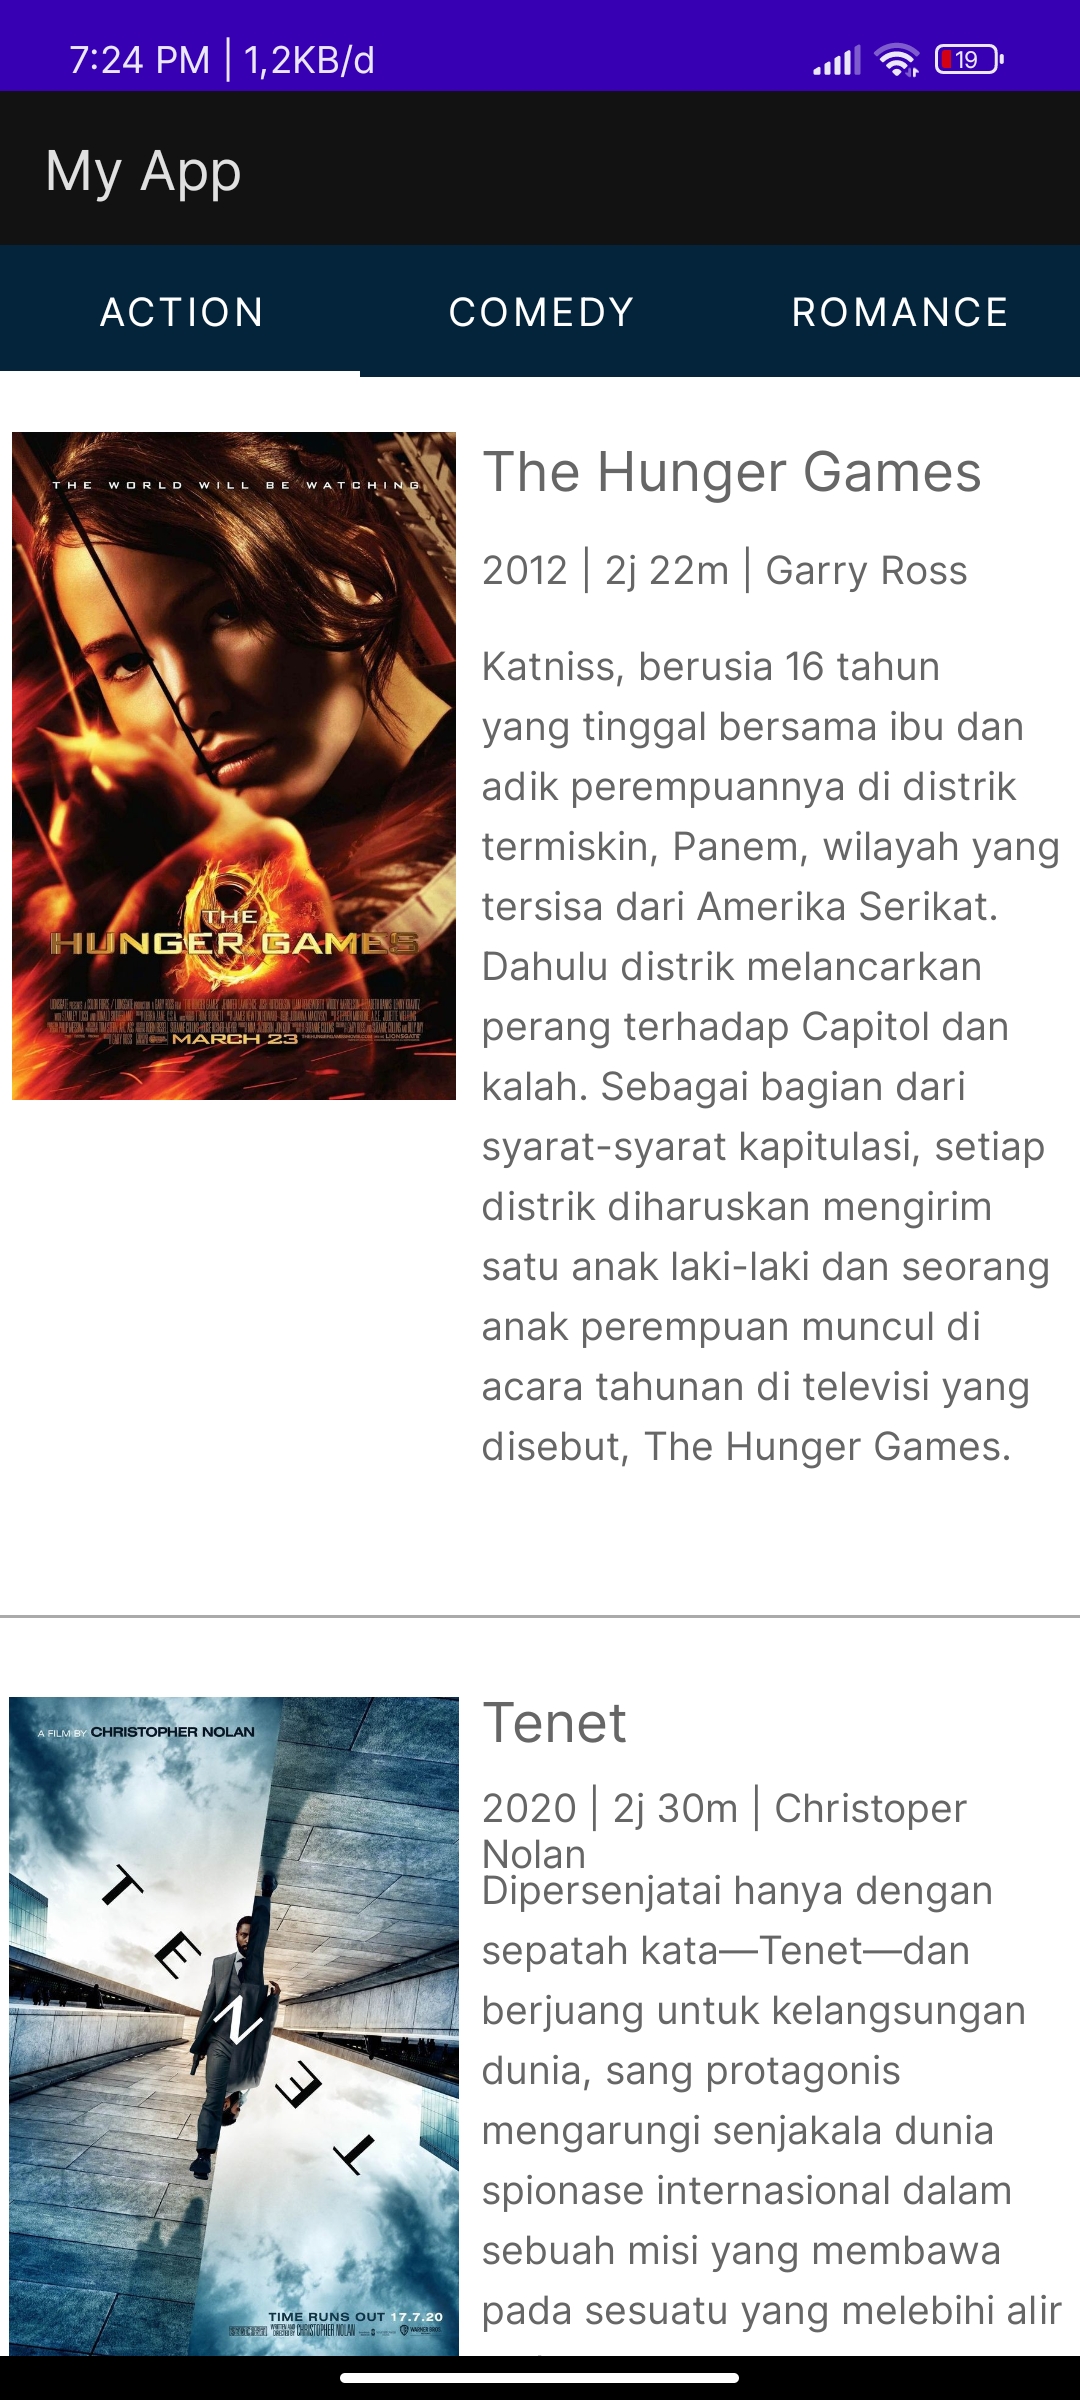 7:24 PM | 1,2KB/d
19
My App
ACTION
COMEDY
ROMANCE
THE WORLD WILL BE WATCHING
THE
HUNGER GAMES
MARCH 23
The Hunger Games
2012 | 2j 22m | Garry Ross
Katniss, berusia 16 tahun
yang tinggal bersama ibu dan
adik perempuannya di distrik
termiskin, Panem, wilayah yang
tersisa dari Amerika Serikat.
Dahulu distrik melancarkan
perang terhadap Capitol dan
kalah. Sebagai bagian dari
syarat-syarat kapitulasi, setiap
distrik diharuskan mengirim
satu anak laki-laki dan seorang
anak perempuan muncul di
acara tahunan di televisi yang
disebut, The Hunger Games.
A FILM BY CHRISTOPHER NOLAN
TENET
TIME RUNS OUT 17.7.20
Tenet
2020 | 2j 30m | Christoper
Nolan
Dipersenjatai hanya dengan
sepatah kata—Tenet—dan
berjuang untuk kelangsungan
dunia, sang protagonis
mengarungi senjakala dunia
spionase internasional dalam
sebuah misi yang membawa
pada sesuatu yang melebihi alir